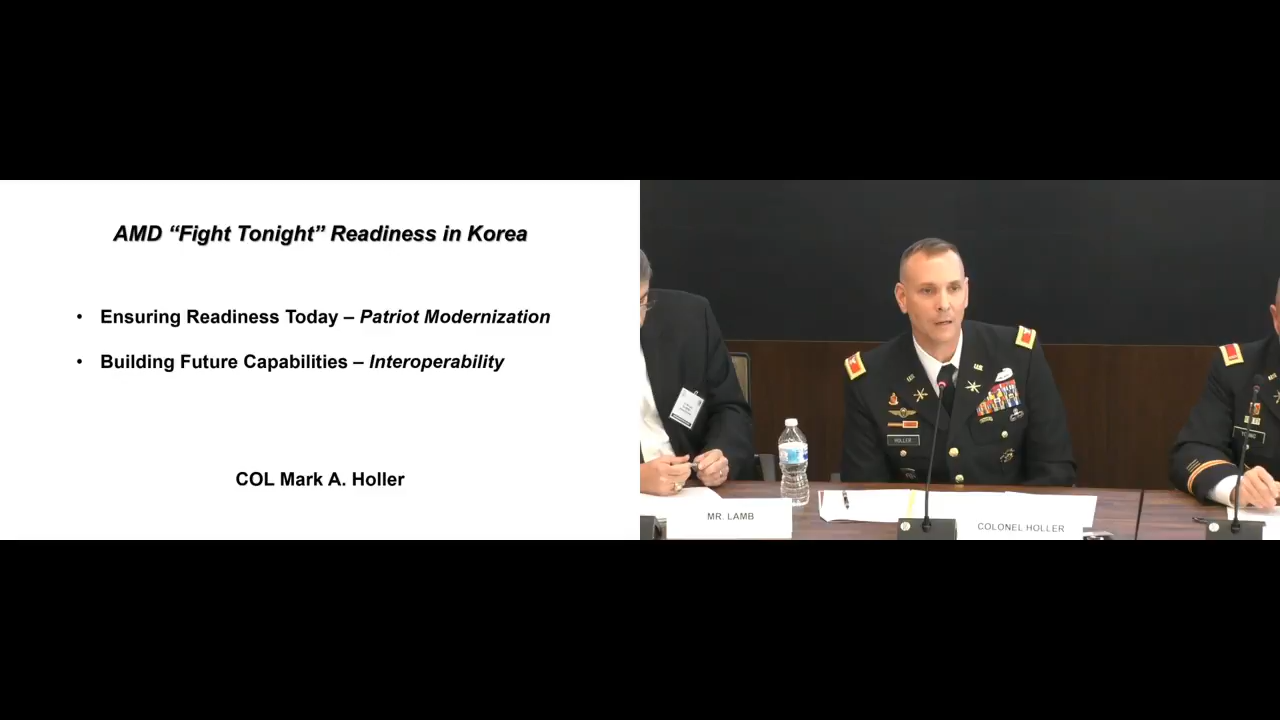 AMD “Fight Tonight” Readiness in Korea
• Ensuring Readiness Today – Patriot Modernization
• Building Future Capabilities – Interoperability
COL Mark A. Holler
HOLLER
MR. LAMB
COLONEL HOLLER